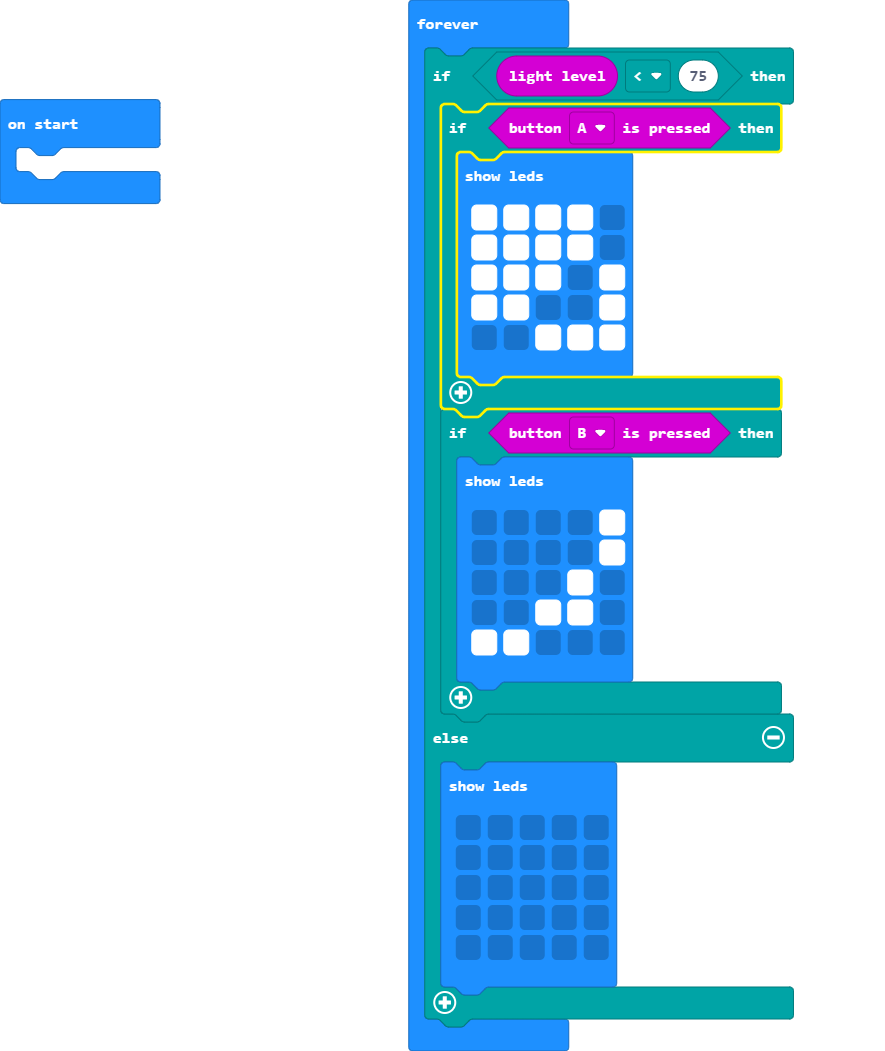 forever
if light level < 75 then
on start
if button A is pressed then
show leds
if button B is pressed then
show leds
else
show leds